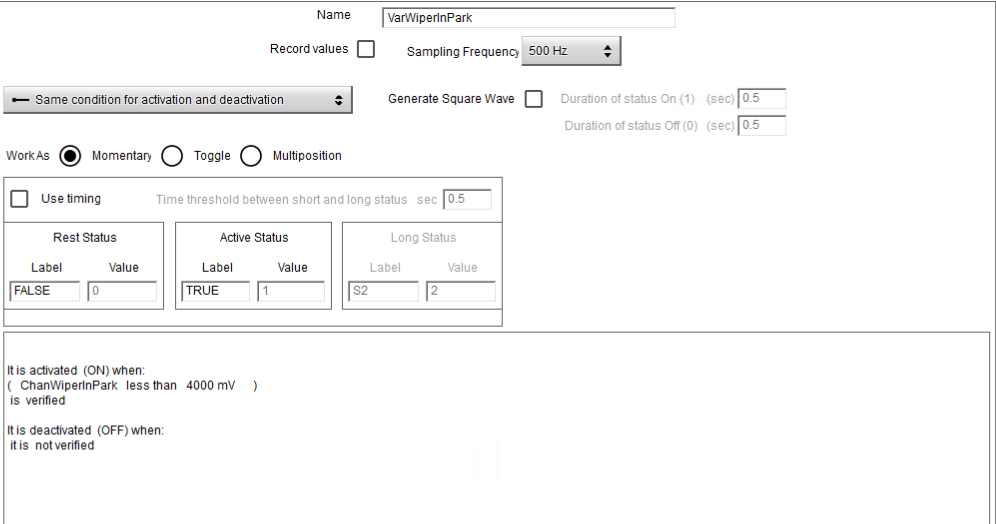 Name VarWiperInPark
Record values Sampling Frequency 500 Hz
Same condition for activation and deactivation Generate Square Wave Duration of status On (1) (sec) 0.5
Duration of status Off (0) (sec) 0.5
Work As Momentary Toggle Multiposition
Use timing Time threshold between short and long status sec 0.5
Rest Status Active Status Long Status
Label Value Label Value Label Value
FALSE 0 TRUE 1 S2 2
It is activated (ON) when:
( ChanWiperInPark less than 4000 mV )
is verified
It is deactivated (OFF) when:
it is not verified